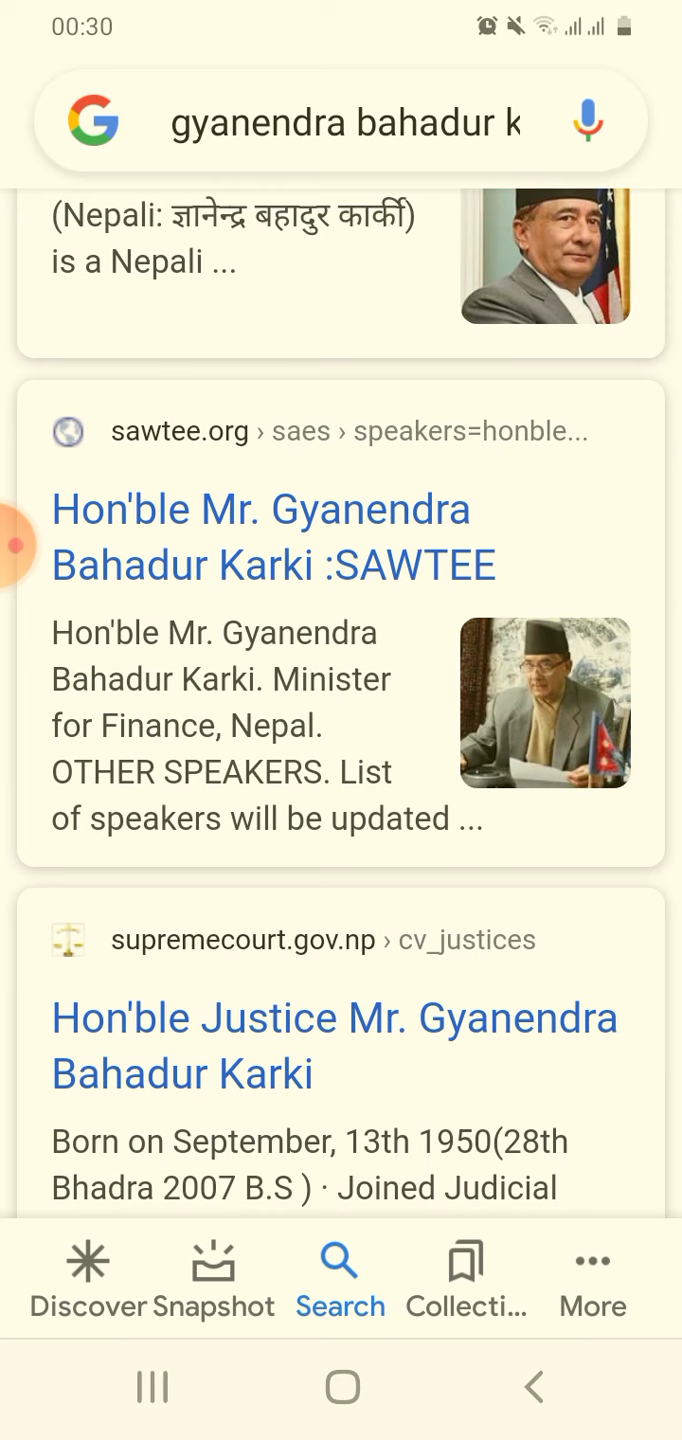 00:30
gyanendra bahadur k
(Nepali: ज्ञानेन्द्र बहादुर कार्की)
is a Nepali ...
sawtee.org › saes › speakers=honble...
Hon'ble Mr. Gyanendra
Bahadur Karki :SAWTEE
Hon'ble Mr. Gyanendra
Bahadur Karki. Minister
for Finance, Nepal.
OTHER SPEAKERS. List
of speakers will be updated ...
supremecourt.gov.np › cv_justices
Hon'ble Justice Mr. Gyanendra
Bahadur Karki
Born on September, 13th 1950(28th
Bhadra 2007 B.S ) · Joined Judicial
Discover Snapshot Search Collecti... More